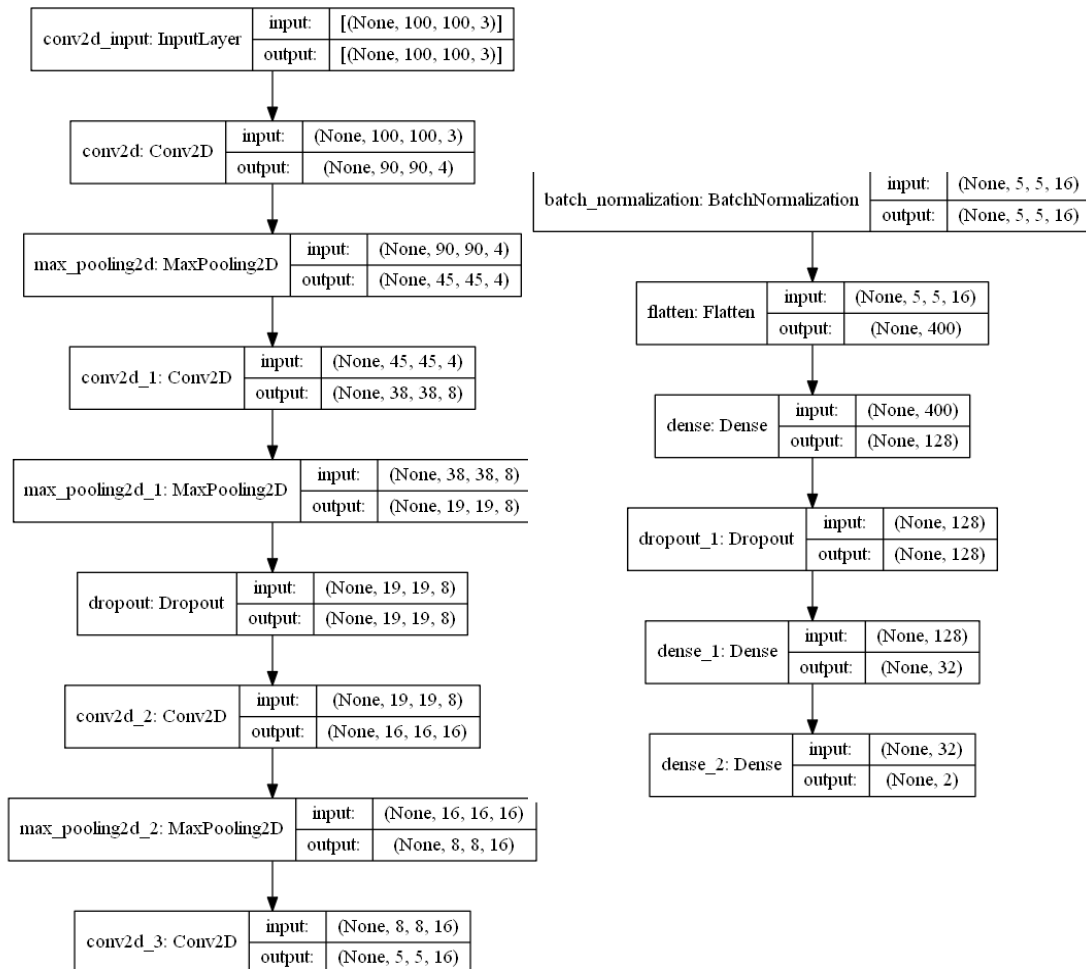 conv2d_input: InputLayer
input: [(None, 100, 100, 3)]
output: [(None, 100, 100, 3)]
conv2d: Conv2D
input: (None, 100, 100, 3)
output: (None, 90, 90, 4)
max_pooling2d: MaxPooling2D
input: (None, 90, 90, 4)
output: (None, 45, 45, 4)
conv2d_1: Conv2D
input: (None, 45, 45, 4)
output: (None, 38, 38, 8)
max_pooling2d_1: MaxPooling2D
input: (None, 38, 38, 8)
output: (None, 19, 19, 8)
dropout: Dropout
input: (None, 19, 19, 8)
output: (None, 19, 19, 8)
conv2d_2: Conv2D
input: (None, 19, 19, 8)
output: (None, 16, 16, 16)
max_pooling2d_2: MaxPooling2D
input: (None, 16, 16, 16)
output: (None, 8, 8, 16)
conv2d_3: Conv2D
input: (None, 8, 8, 16)
output: (None, 5, 5, 16)
batch_normalization: BatchNormalization
input: (None, 5, 5, 16)
output: (None, 5, 5, 16)
flatten: Flatten
input: (None, 5, 5, 16)
output: (None, 400)
dense: Dense
input: (None, 400)
output: (None, 128)
dropout_1: Dropout
input: (None, 128)
output: (None, 128)
dense_1: Dense
input: (None, 128)
output: (None, 32)
dense_2: Dense
input: (None, 32)
output: (None, 2)